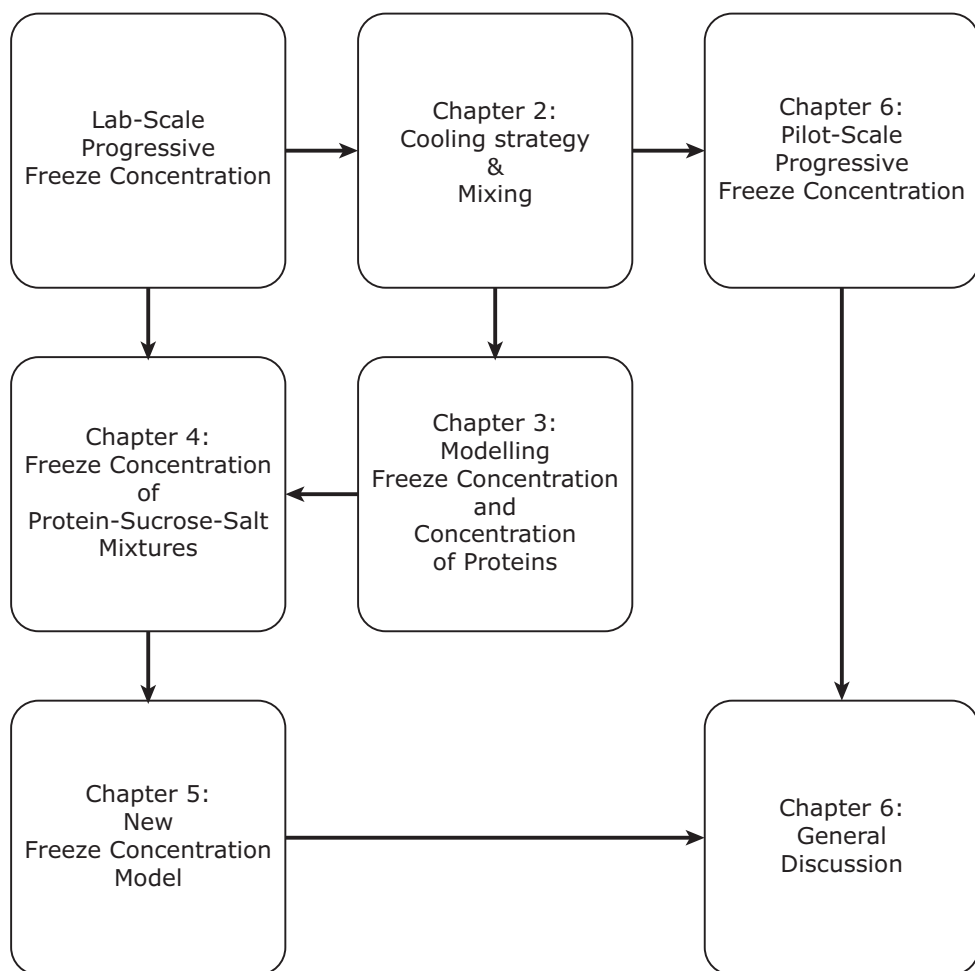 Lab-Scale
Progressive
Freeze Concentration
Chapter 2:
Cooling strategy
&
Mixing
Chapter 6:
Pilot-Scale
Progressive
Freeze Concentration
Chapter 4:
Freeze Concentration
of
Protein-Sucrose-Salt
Mixtures
Chapter 3:
Modelling
Freeze Concentration
and
Concentration
of Proteins
Chapter 5:
New
Freeze Concentration
Model
Chapter 6:
General
Discussion